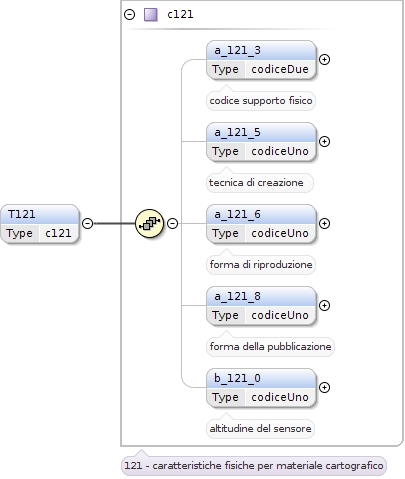 c121
a_121_3
Type codiceDue
codice supporto fisico
a_121_5
Type codiceUno
tecnica di creazione
T121
Type c121
a_121_6
Type codiceUno
forma di riproduzione
a_121_8
Type codiceUno
forma della pubblicazione
b_121_0
Type codiceUno
altitudine del sensore
121 - caratteristiche fisiche per materiale cartografico